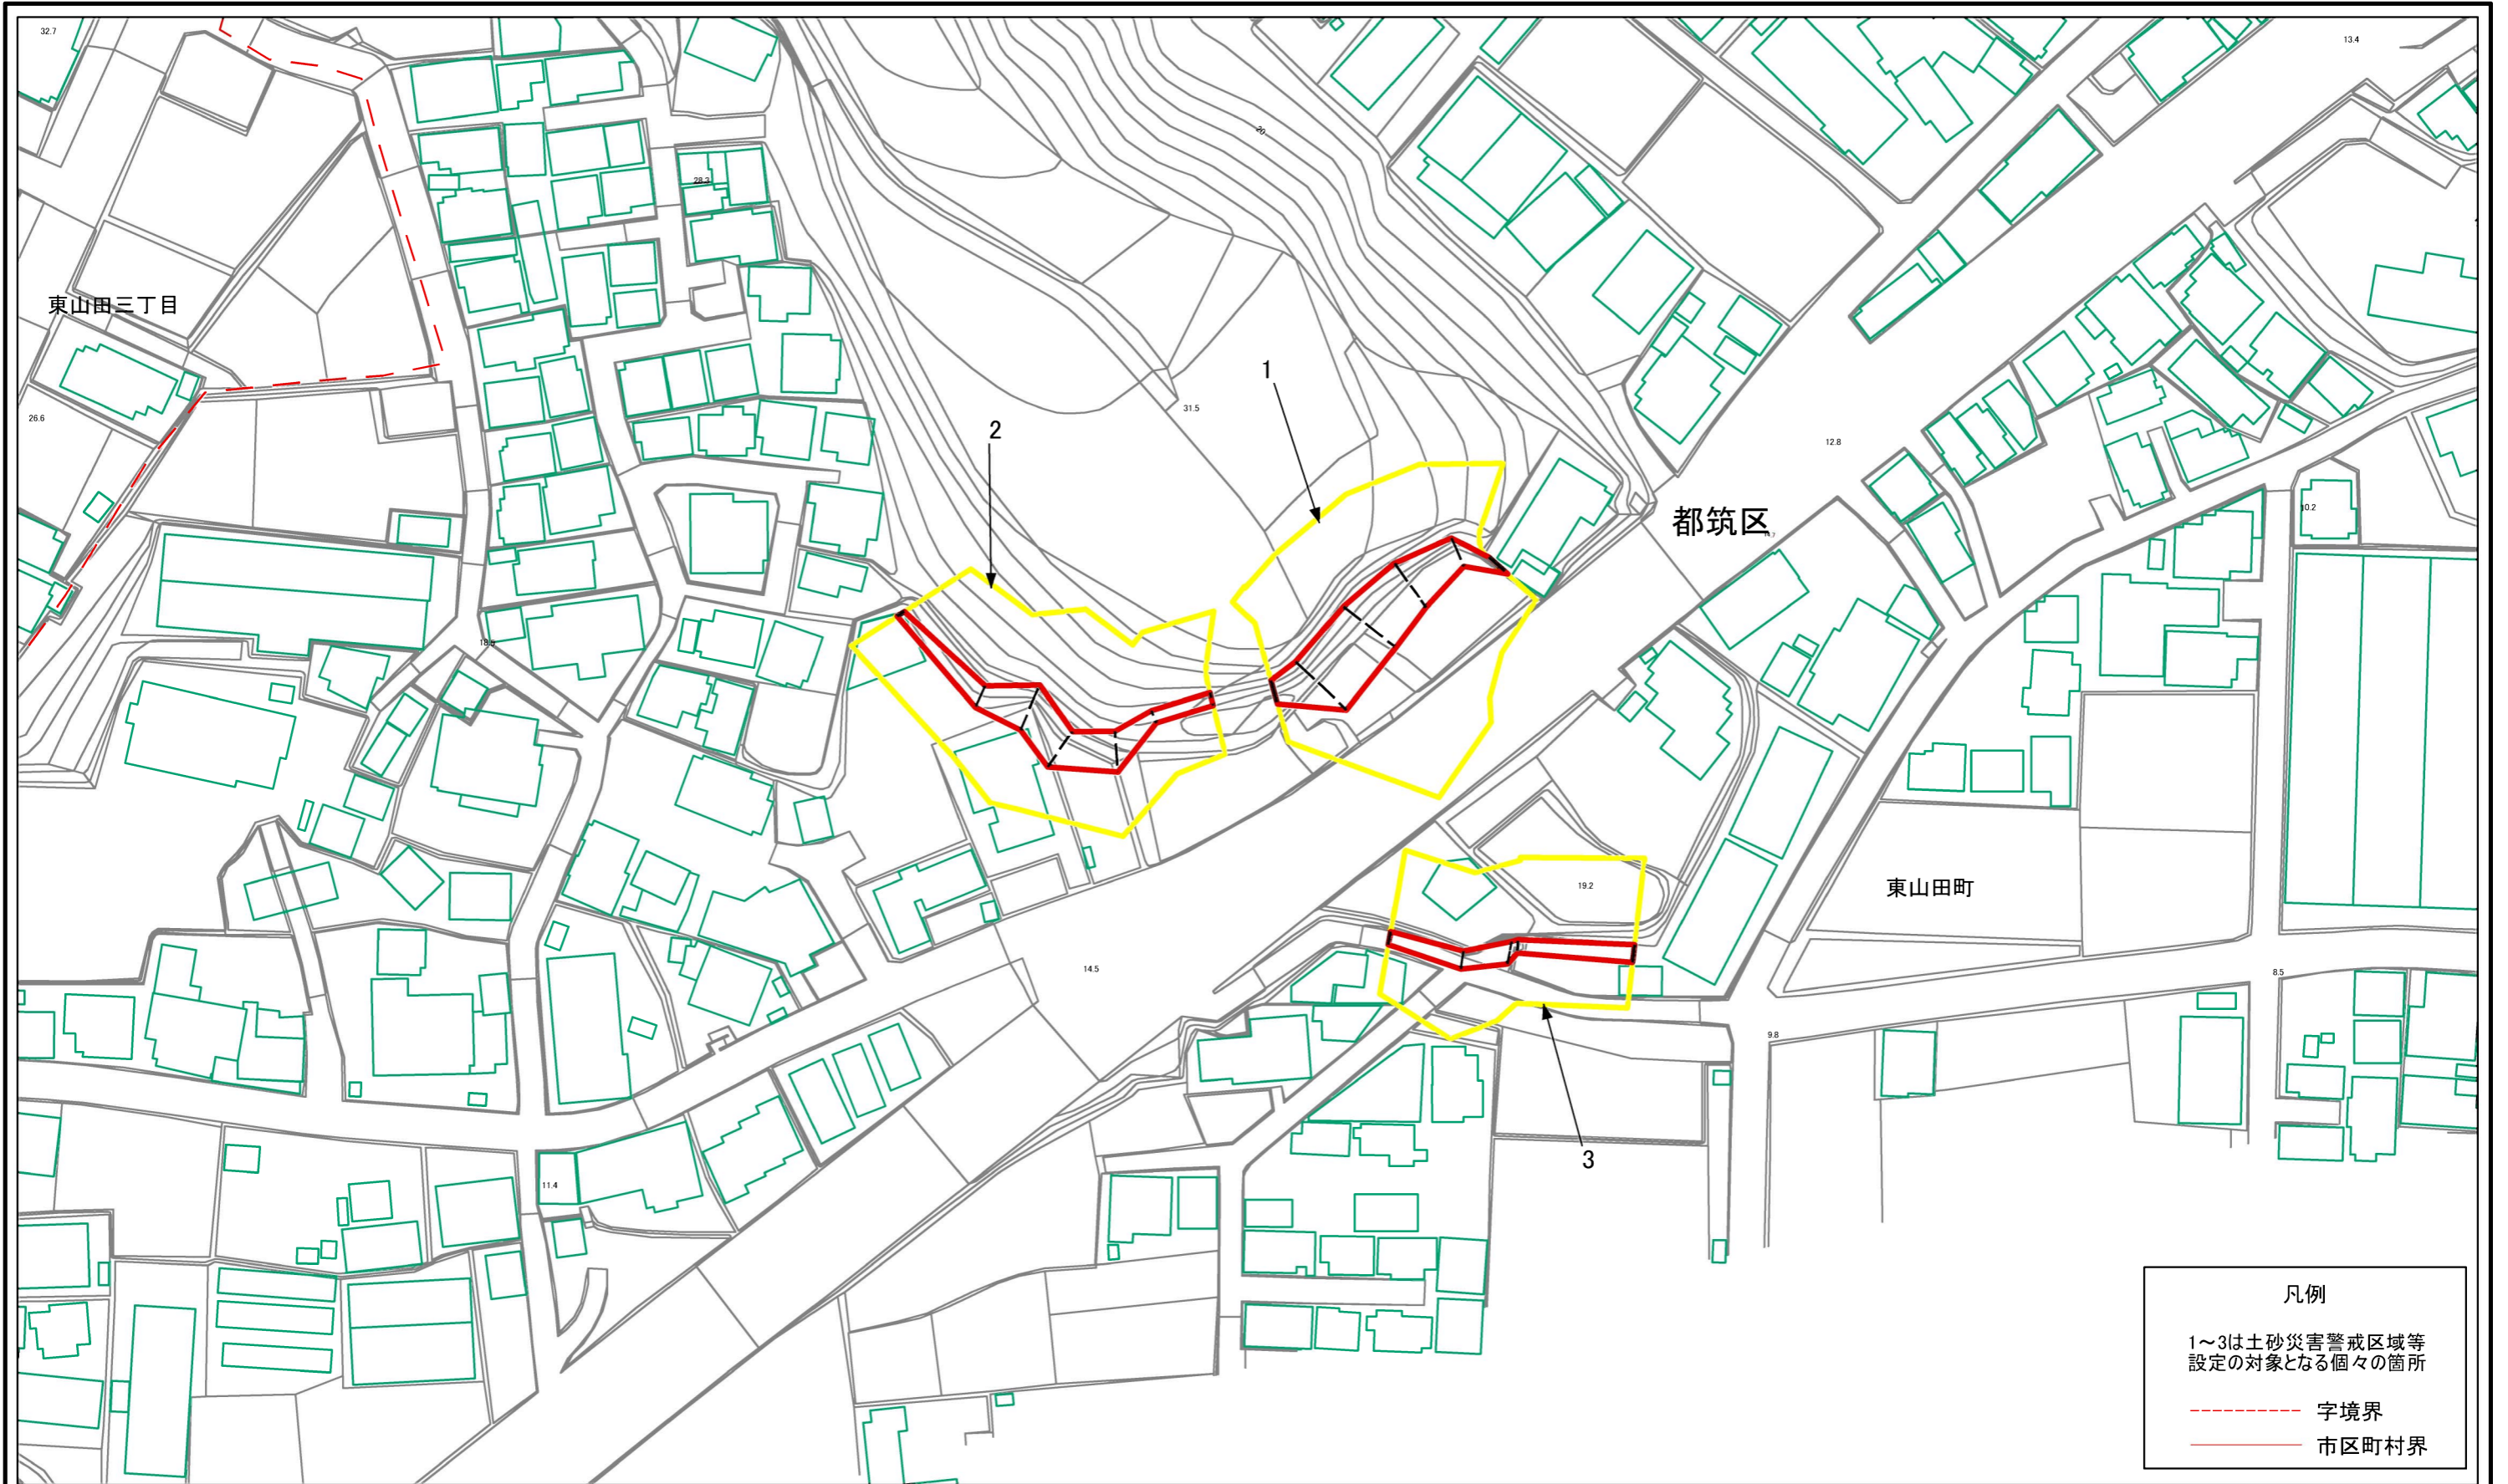 32.7
13.4
28.3
東山田三丁目
1
31.5
26.6
2
12.8
都筑区
10.2
18.9
東山田町
19.2
14.5
8.5
9.8
3
11.4
凡例
1～3は土砂災害警戒区域等
設定の対象となる個々の箇所
字境界
市区町村界